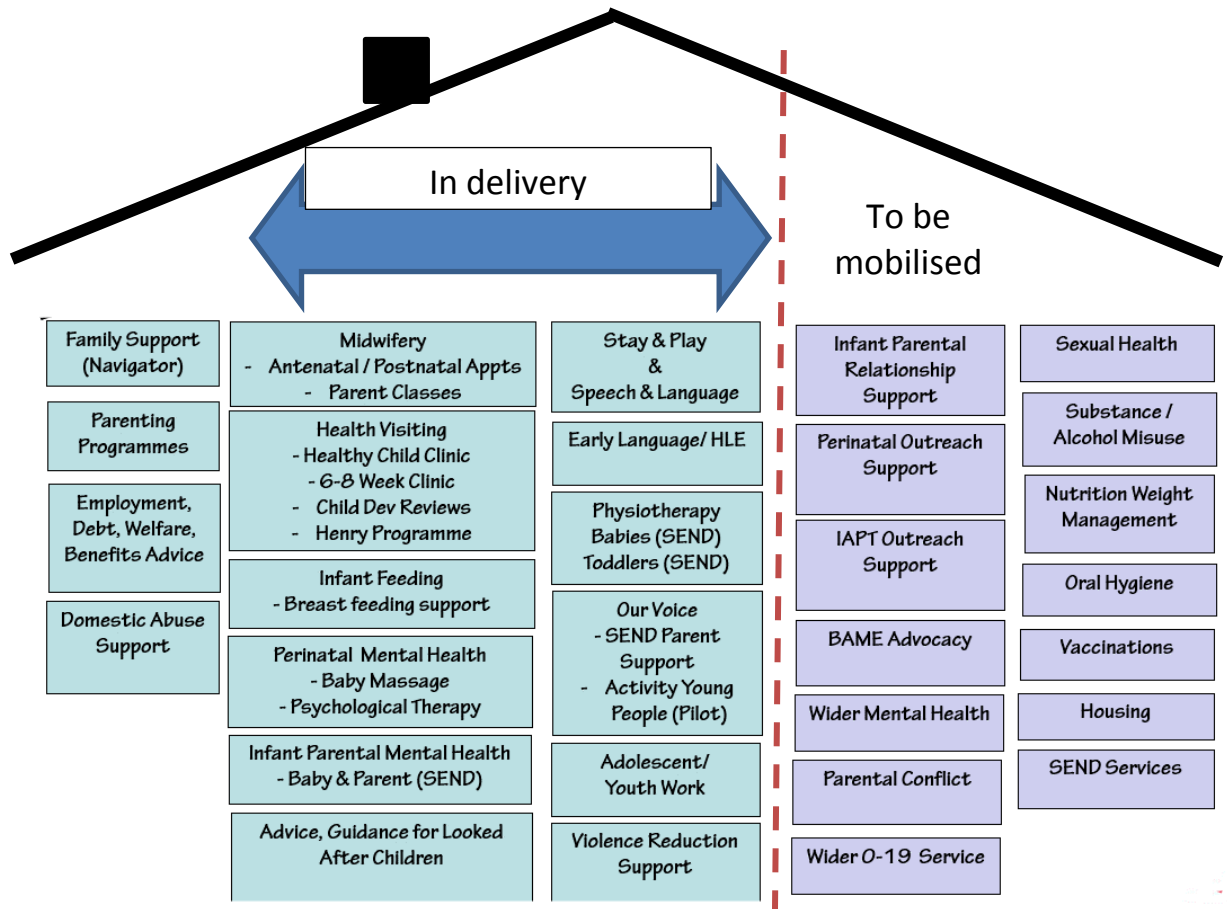 In delivery
To be
mobilised
Family Support
(Navigator)
Parenting
Programmes
Employment,
Debt, Welfare,
Benefits Advice
Domestic Abuse
Support
Midwifery
- Antenatal / Postnatal Appts
- Parent Classes
Health Visiting
- Healthy Child Clinic
- 6-8 Week Clinic
- Child Dev Reviews
- Henry Programme
Infant Feeding
- Breast feeding support
Perinatal Mental Health
- Baby Massage
- Psychological Therapy
Infant Parental Mental Health
- Baby & Parent (SEND)
Advice, Guidance for Looked
After Children
Stay & Play
&
Speech & Language
Early Language/ HLE
Physiotherapy
Babies (SEND)
Toddlers (SEND)
Our Voice
- SEND Parent
Support
- Activity Young
People (Pilot)
Adolescent/
Youth Work
Violence Reduction
Support
Infant Parental
Relationship
Support
Perinatal Outreach
Support
IAPT Outreach
Support
BAME Advocacy
Wider Mental Health
Parental Conflict
Wider 0-19 Service
Sexual Health
Substance /
Alcohol Misuse
Nutrition Weight
Management
Oral Hygiene
Vaccinations
Housing
SEND Services